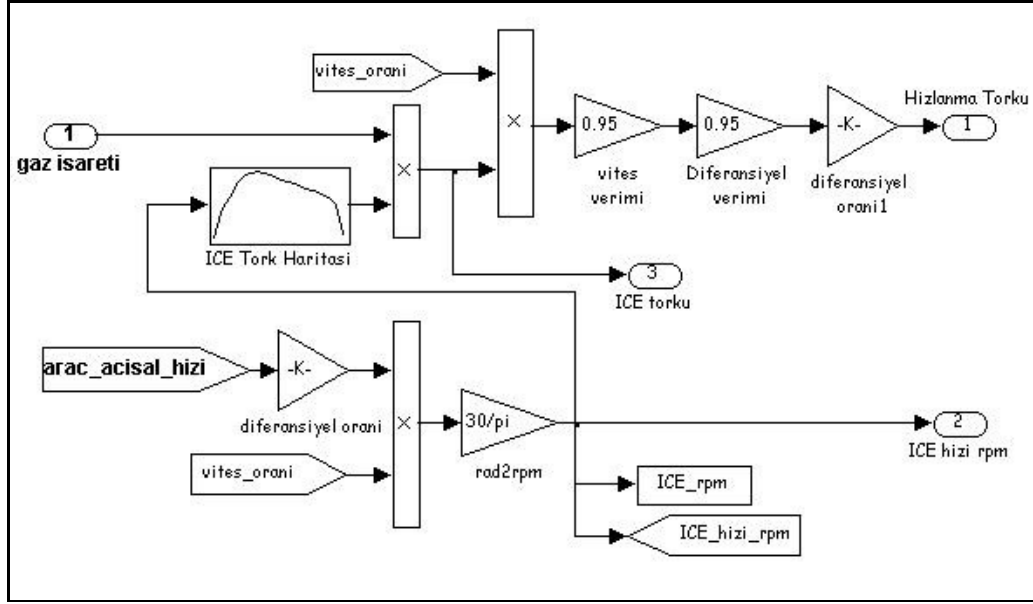 vites_orani
1
gaz isareti
×
×
0.95
vites
verimi
0.95
Diferansiyel
verimi
-K-
diferansiyel
orani1
Hizlanma Torku
1
ICE Tork Haritasi
3
ICE torku
arac_acisal_hizi
-K-
diferansiyel orani
vites_orani
×
30/pi
rad2rpm
2
ICE hizi rpm
ICE_rpm
ICE_hizi_rpm